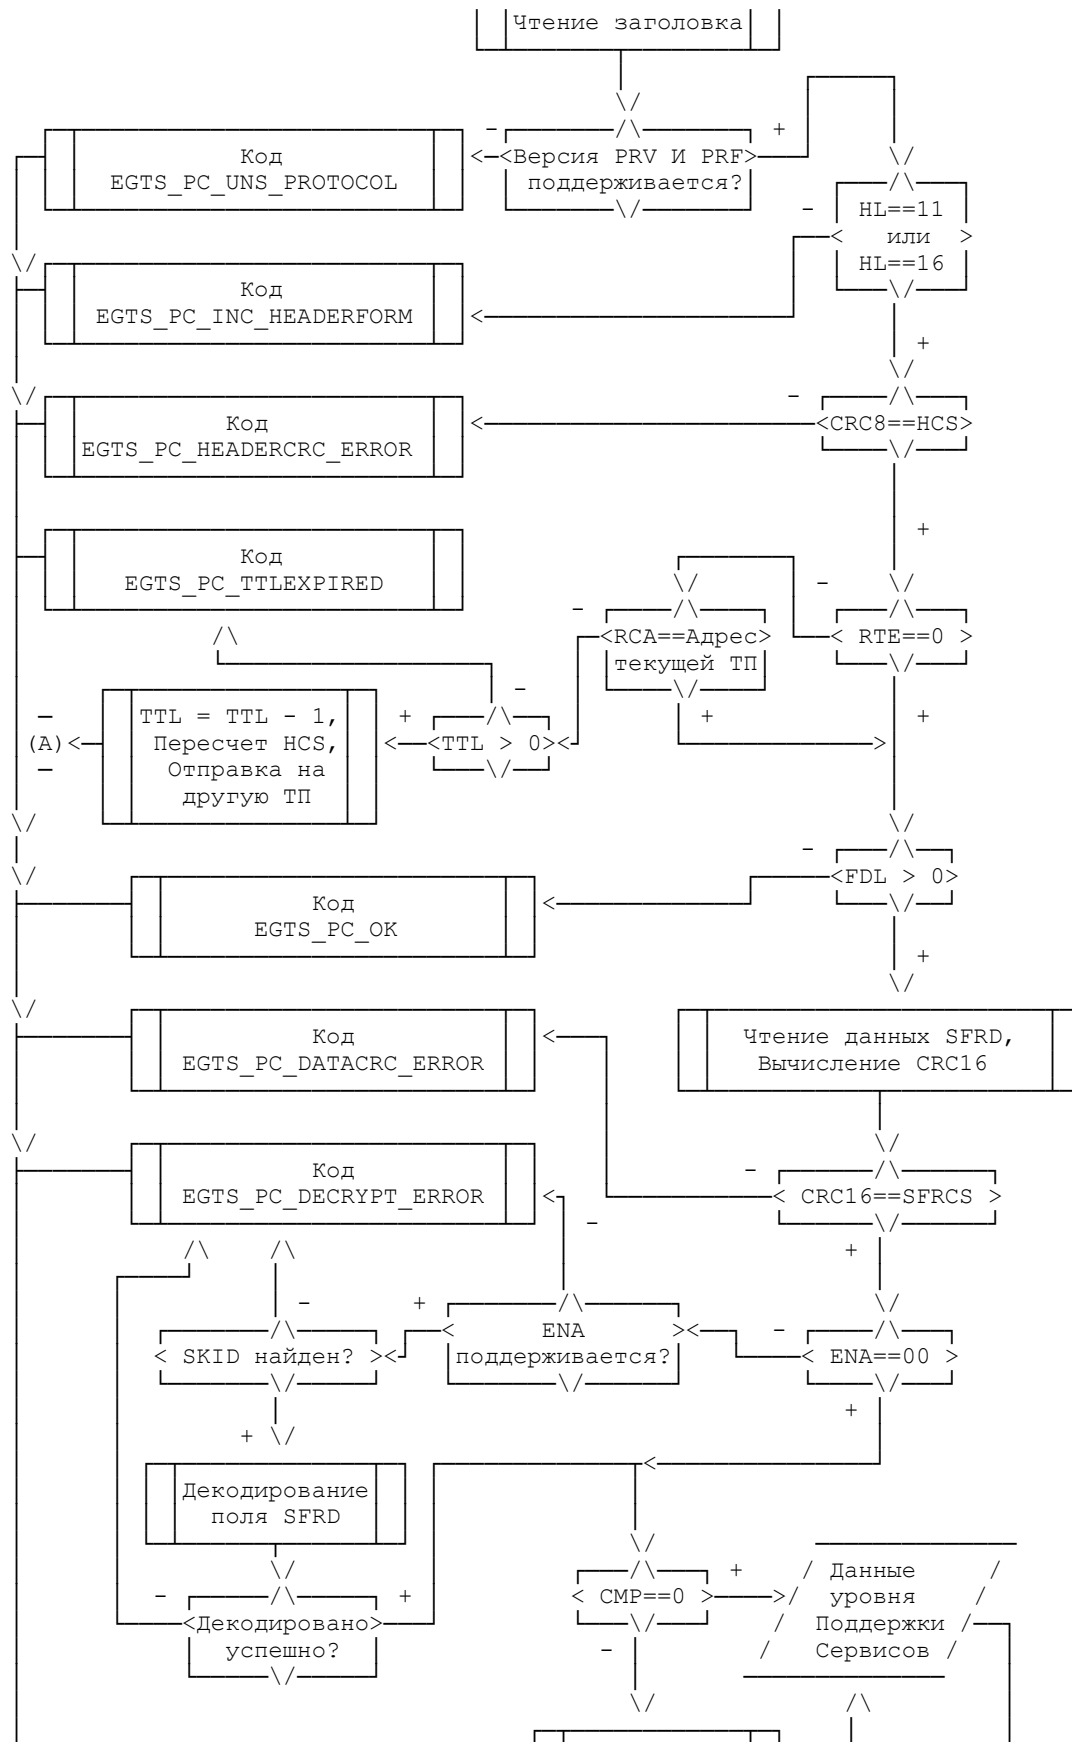 Чтение заголовка
- +
Код
EGTS_PC_UNS_PROTOCOL
Версия PRV И PRF
поддерживается?
-
HL==11
или
HL==16
Код
EGTS_PC_INC_HEADERFORM
+
-
Код
EGTS_PC_HEADERCRC_ERROR
CRC8==HCS
+
Код
EGTS_PC_TTLEXPIRED
- -
RCA==Адрес
текущей ТП
RTE==0
-
+ + +
(A)
TTL = TTL - 1,
Пересчет HCS,
Отправка на
другую ТП
TTL > 0
-
FDL > 0
Код
EGTS_PC_OK
+
Код
EGTS_PC_DATACRC_ERROR
Чтение данных SFRD,
Вычисление CRC16
Код
EGTS_PC_DECRYPT_ERROR
-
CRC16==SFRCS
-
+
- + -
SKID найден?
ENA
поддерживается?
ENA==00
+
+
Декодирование
поля SFRD
- + +
Декодировано
успешно?
CMP==0
-
Данные
уровня
Поддержки
Сервисов